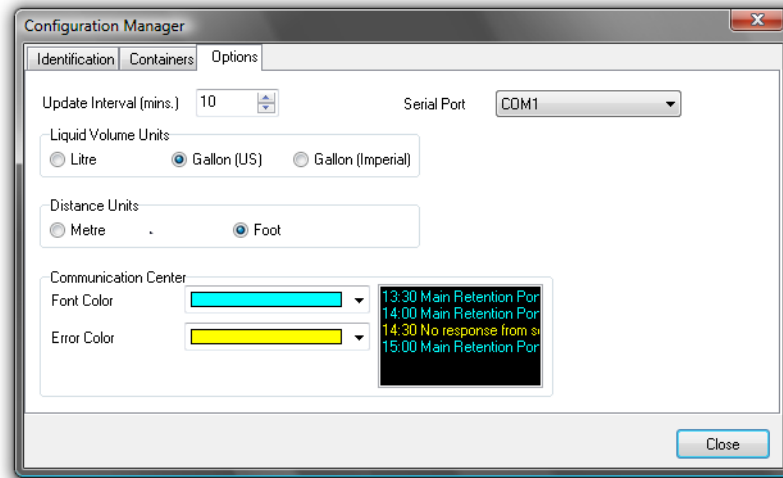 Configuration Manager
Identification Containers Options
Update Interval (mins.) 10 Serial Port COM1
Liquid Volume Units
Litre Gallon (US) Gallon (Imperial)
Distance Units
Metre Foot
Communication Center
Font Color
Error Color
13:30 Main Retention Por
14:00 Main Retention Por
14:30 No response from s
15:00 Main Retention Por
Close